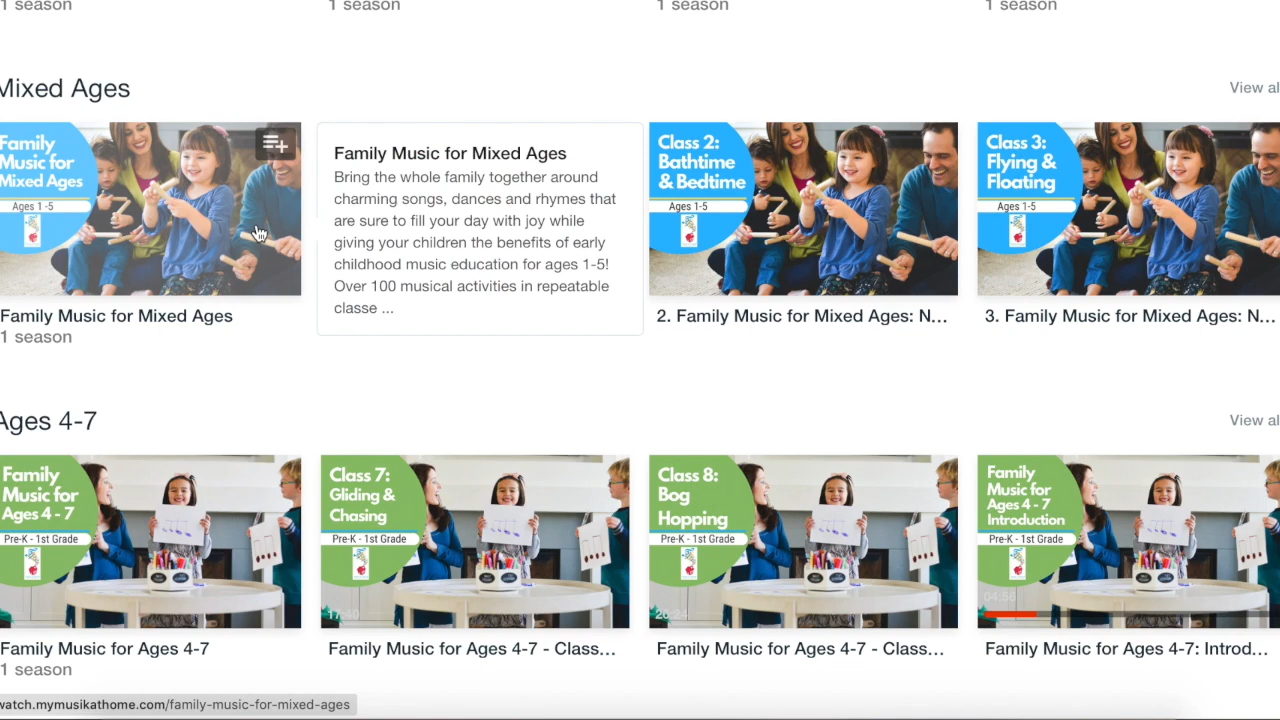 1 season
1 season
1 season
1 season
Mixed Ages
View al
Family
Music for
Mixed Ages
Ages 1-5
Family Music for Mixed Ages
1 season
Family Music for Mixed Ages
Bring the whole family together around
charming songs, dances and rhymes that
are sure to fill your day with joy while
giving your children the benefits of early
childhood music education for ages 1-5!
Over 100 musical activities in repeatable
classe ...
Class 2:
Bathtime
& Bedtime
Ages 1-5
2. Family Music for Mixed Ages: N...
Class 3:
Flying &
Floating
Ages 1-5
3. Family Music for Mixed Ages: N...
Ages 4-7
View al
Family
Music for
Ages 4 - 7
Pre-K - 1st Grade
Family Music for Ages 4-7
1 season
Class 7:
Gliding &
Chasing
Pre-K - 1st Grade
17:40
Family Music for Ages 4-7 - Class...
Class 8:
Bog
Hopping
Pre-K - 1st Grade
20:24
Family Music for Ages 4-7 - Class...
Family
Music for
Ages 4 - 7
Introduction
Pre-K - 1st Grade
04:58
Family Music for Ages 4-7: Introd...
watch.mymusikathome.com/family-music-for-mixed-ages